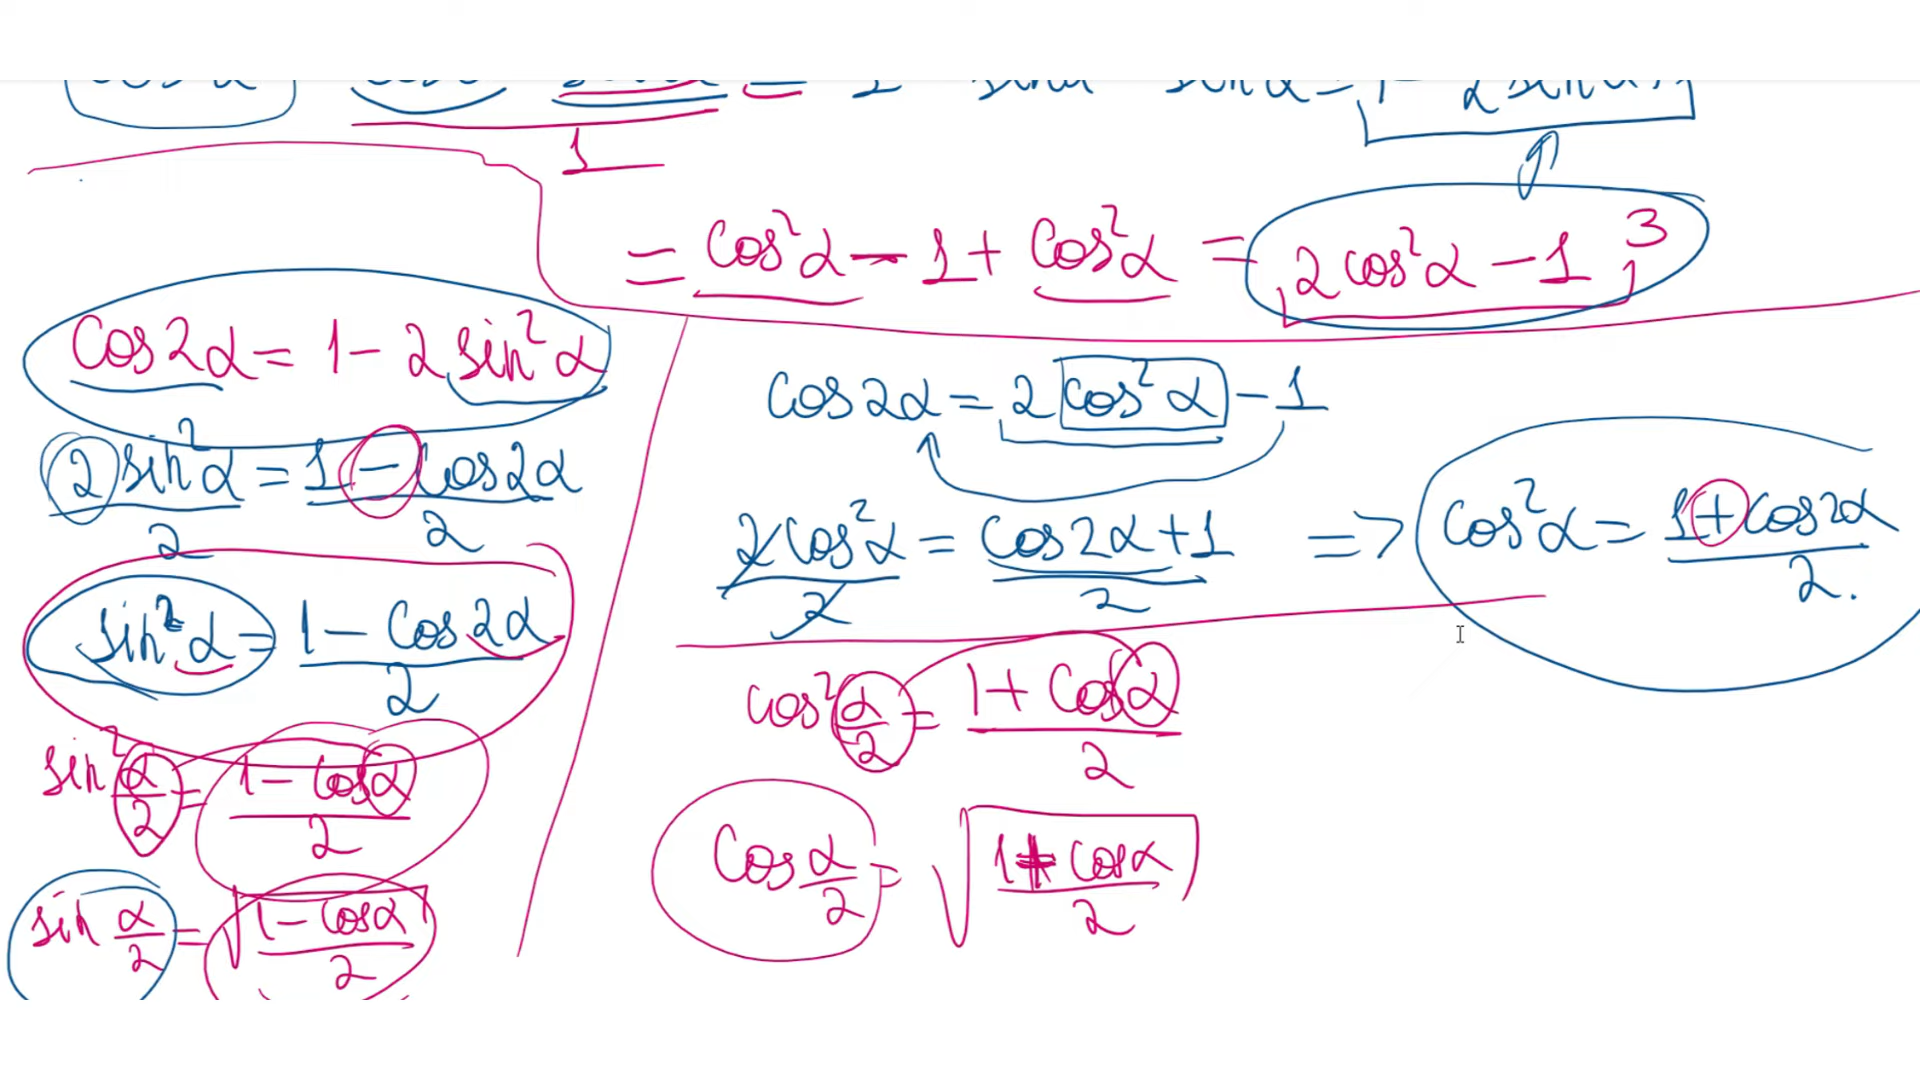 1
= cos²α − 1 + cos²α = 2cos²α − 1, 3
cos2α = 1 − 2sin²α
2sin²α / 2 = 1 − cos2α / 2
sin²α = 1 − cos2α / 2
sin² α/2 = 1 − cosα / 2
sin α/2 = √(1 − cosα / 2)
cos2α = 2cos²α − 1
2cos²α / 2 = cos2α + 1 / 2 => cos²α = 1 + cos2α / 2.
cos² α/2 = 1 + cosα / 2
cos α/2 = √(1 + cosα / 2)